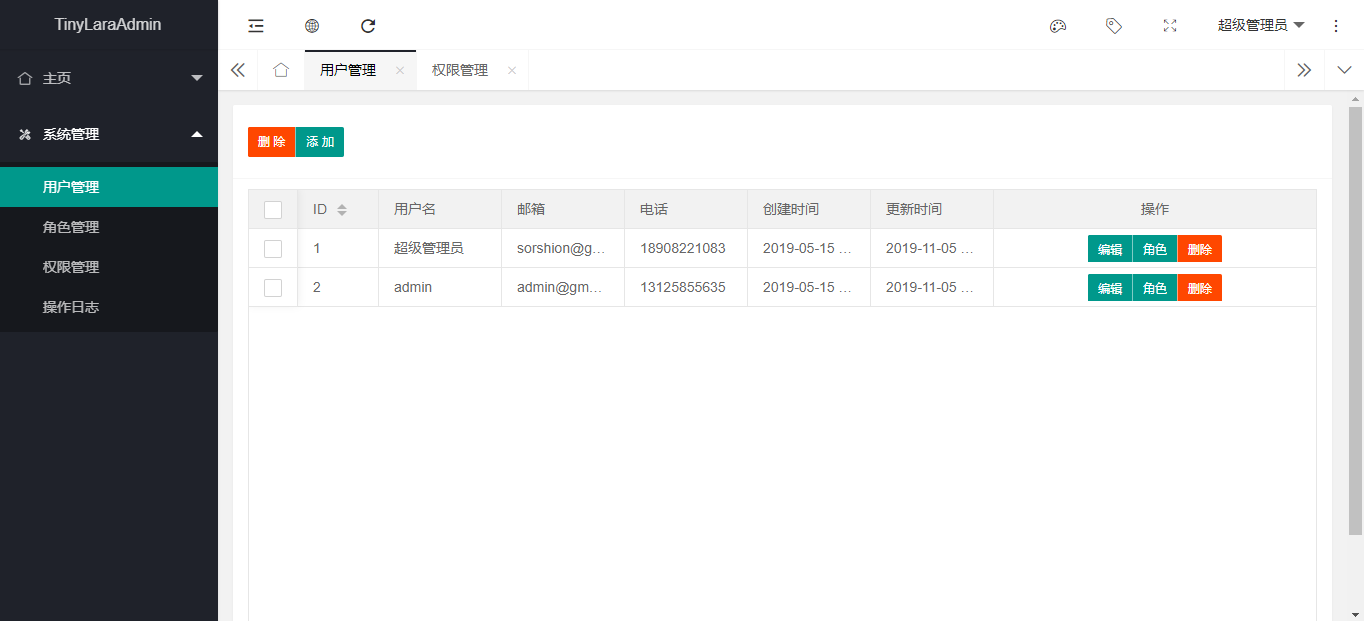 TinyLaraAdmin
超级管理员
主页
系统管理
用户管理
角色管理
权限管理
操作日志
用户管理 权限管理
删除 添加
ID 用户名 邮箱 电话 创建时间 更新时间 操作
1 超级管理员 sorshion@g... 18908221083 2019-05-15 ... 2019-11-05 ... 编辑 角色 删除
2 admin admin@gm... 13125855635 2019-05-15 ... 2019-11-05 ... 编辑 角色 删除